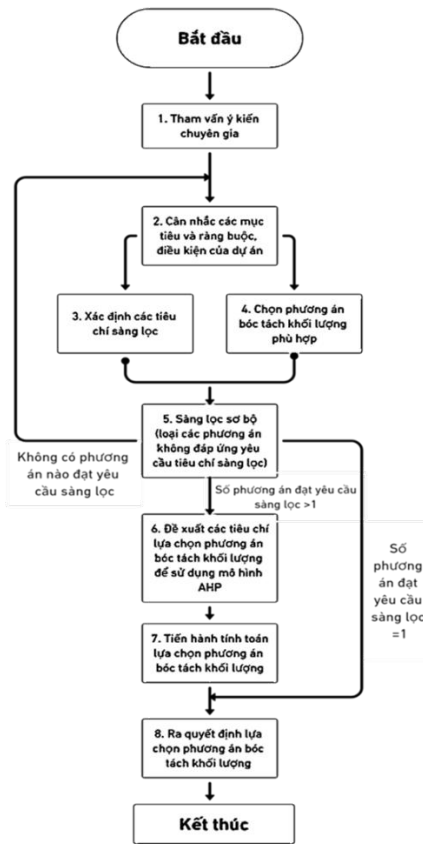 Bắt đầu
1. Tham vấn ý kiến
chuyên gia
2. Cân nhắc các mục
tiêu và ràng buộc,
điều kiện của dự án
3. Xác định các tiêu
chí sàng lọc
4. Chọn phương án
bóc tách khối lượng
phù hợp
5. Sàng lọc sơ bộ
(loại các phương án
không đáp ứng yêu
cầu tiêu chí sàng lọc)
Không có phương
án nào đạt yêu
cầu sàng lọc
Số phương án đạt yêu cầu
sàng lọc >1
6. Đề xuất các tiêu chí
lựa chọn phương án
bóc tách khối lượng
để sử dụng mô hình
AHP
Số
phương
án đạt
yêu cầu
sàng lọc
=1
7. Tiến hành tính toán
lựa chọn phương án
bóc tách khối lượng
8. Ra quyết định lựa
chọn phương án bóc
tách khối lượng
Kết thúc